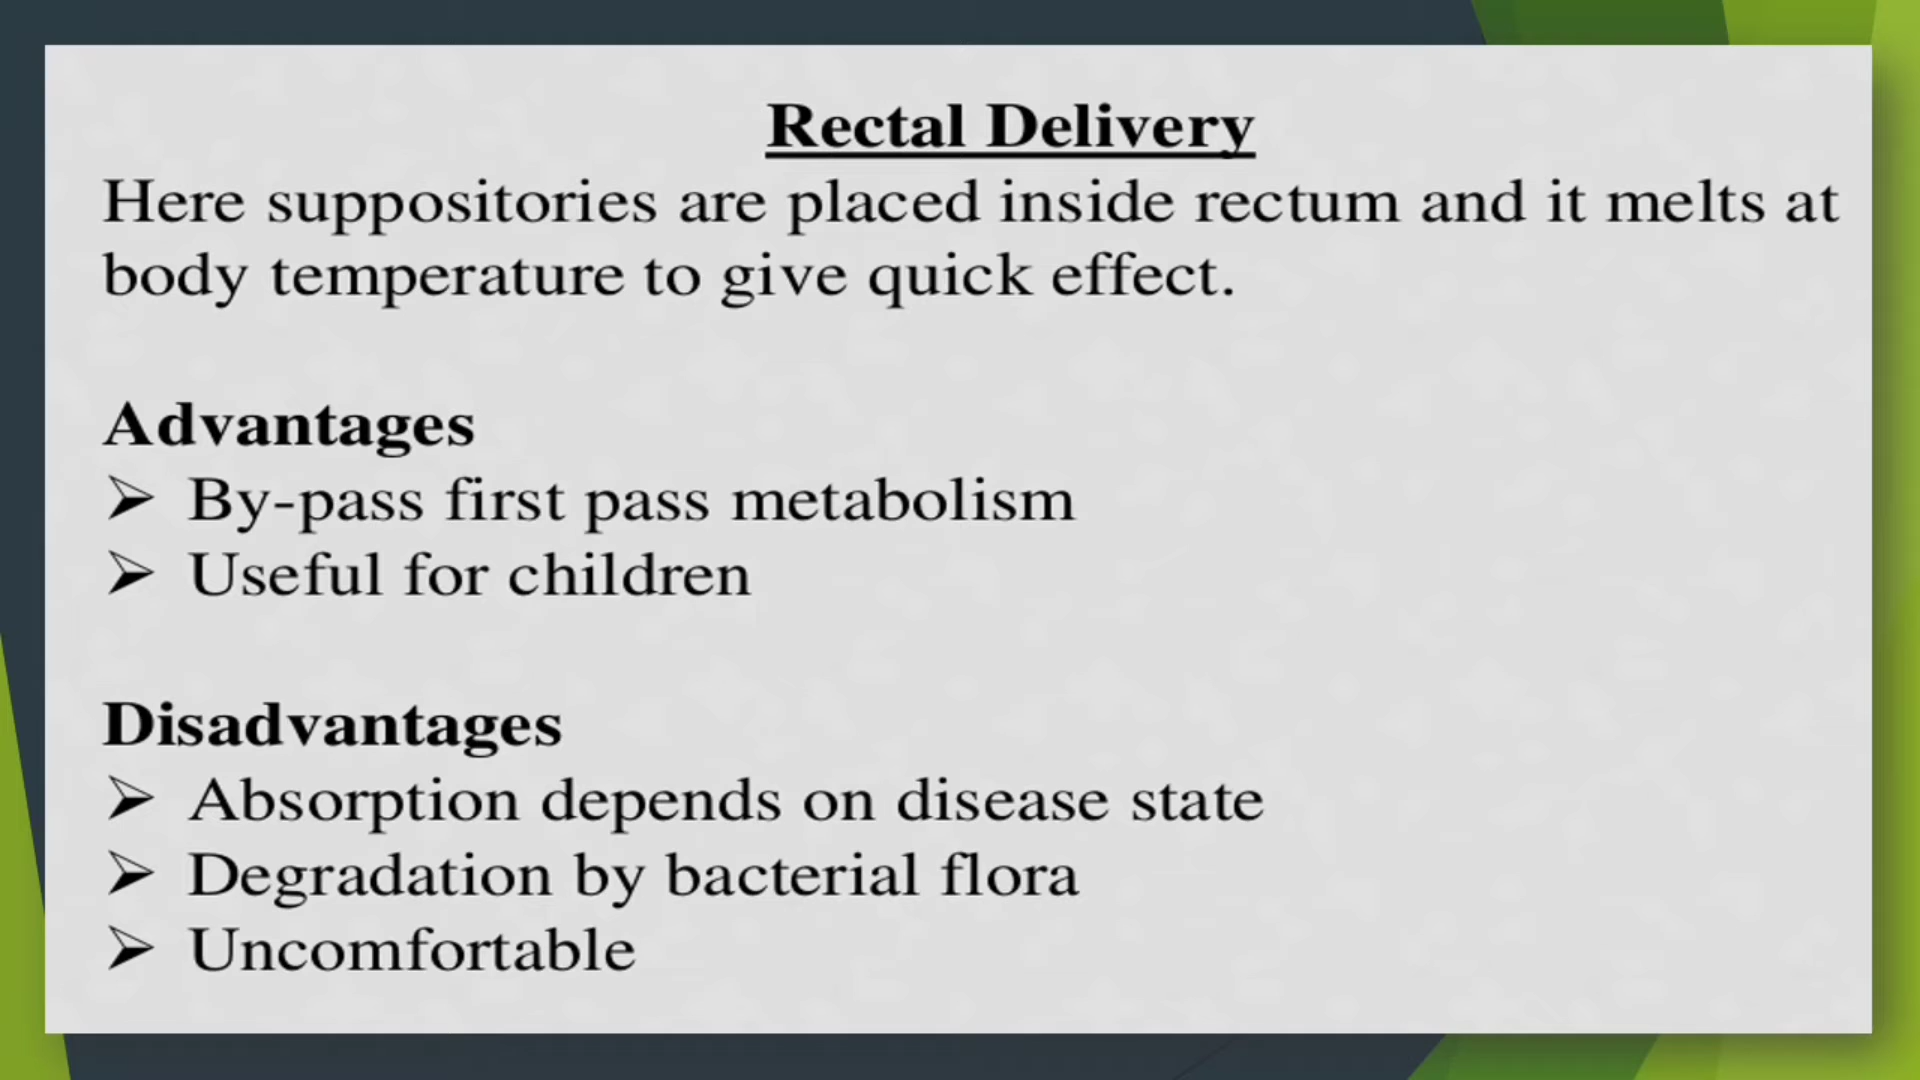 Rectal Delivery
Here suppositories are placed inside rectum and it melts at
body temperature to give quick effect.
Advantages
➢ By-pass first pass metabolism
➢ Useful for children
Disadvantages
➢ Absorption depends on disease state
➢ Degradation by bacterial flora
➢ Uncomfortable